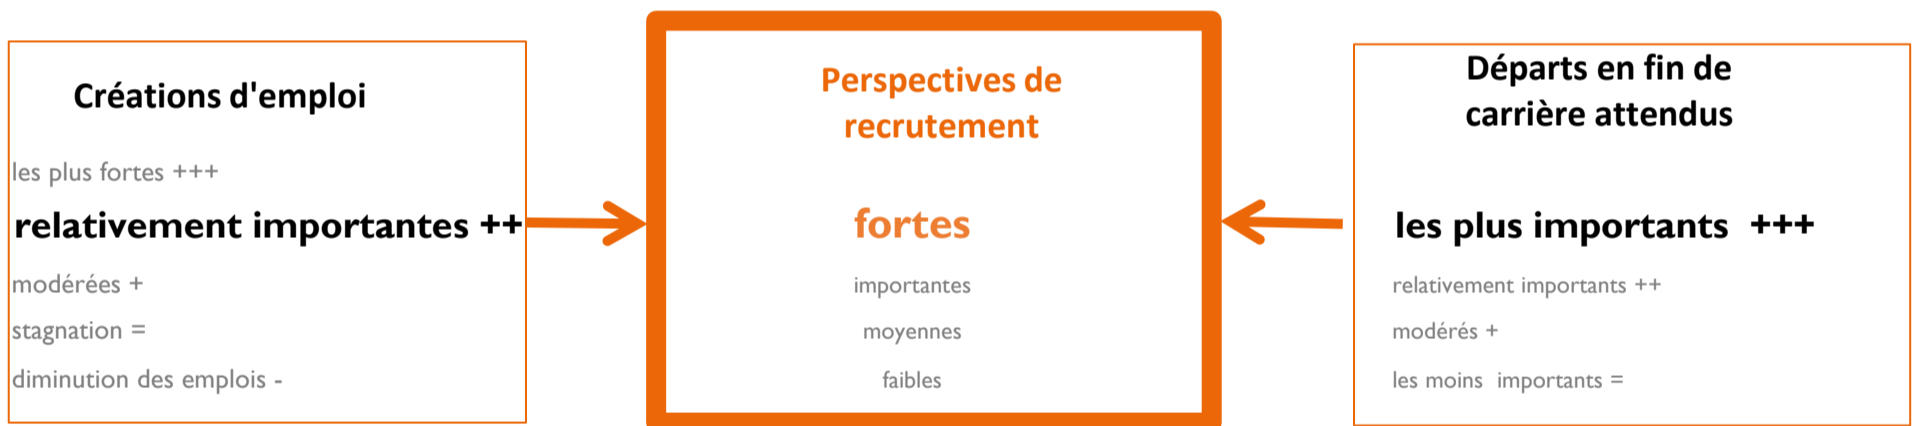 Créations d'emploi
les plus fortes +++
relativement importantes ++
modérées +
stagnation =
diminution des emplois -
Perspectives de
recrutement
fortes
importantes
moyennes
faibles
Départs en fin de
carrière attendus
les plus importants +++
relativement importants ++
modérés +
les moins importants =